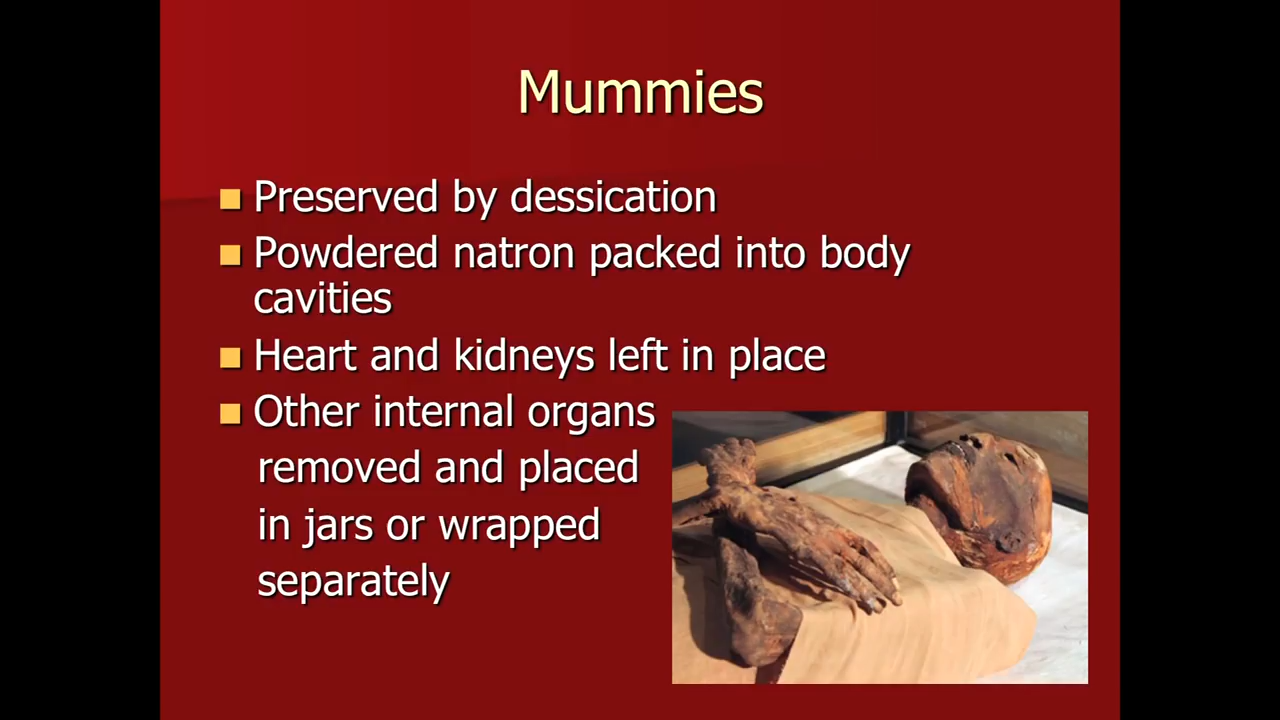 Mummies
Preserved by dessication
Powdered natron packed into body
cavities
Heart and kidneys left in place
Other internal organs
removed and placed
in jars or wrapped
separately